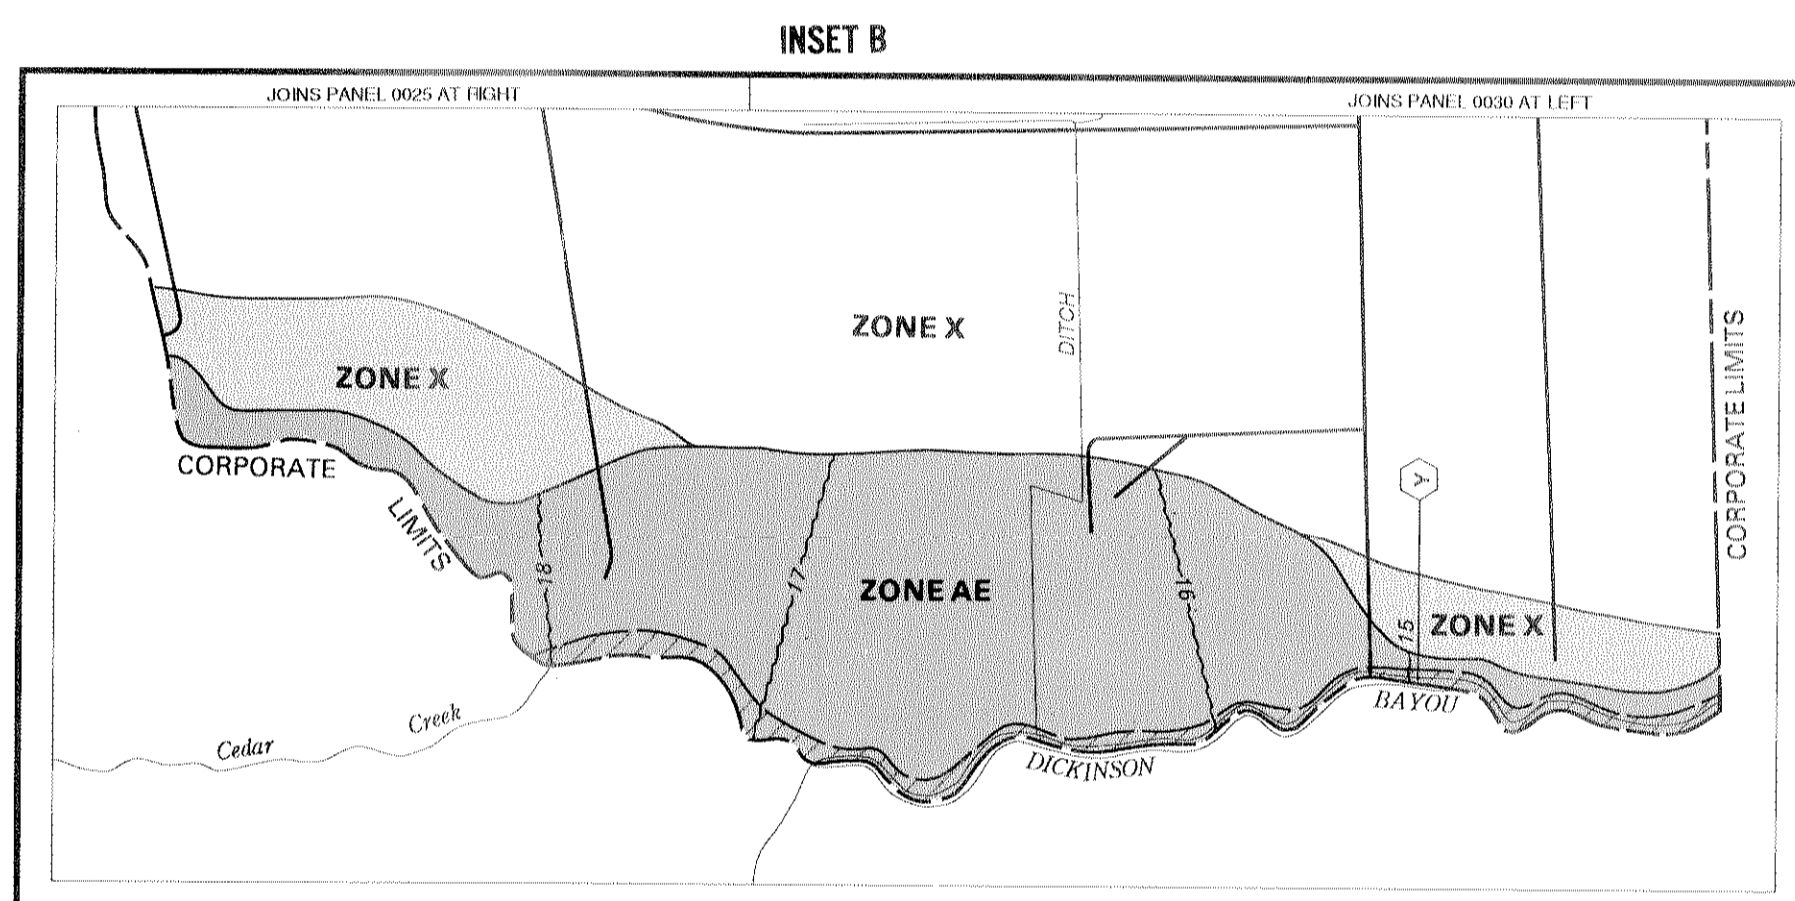 INSET B
JOINS PANEL 0025 AT RIGHT
JOINS PANEL 0030 AT LEFT
ZONE X
DITCH
ZONE X
CORPORATE LIMITS
CORPORATE
LIMITS
Y
18
17
ZONE AE
16
15
ZONE X
Cedar
Creek
DICKINSON
BAYOU